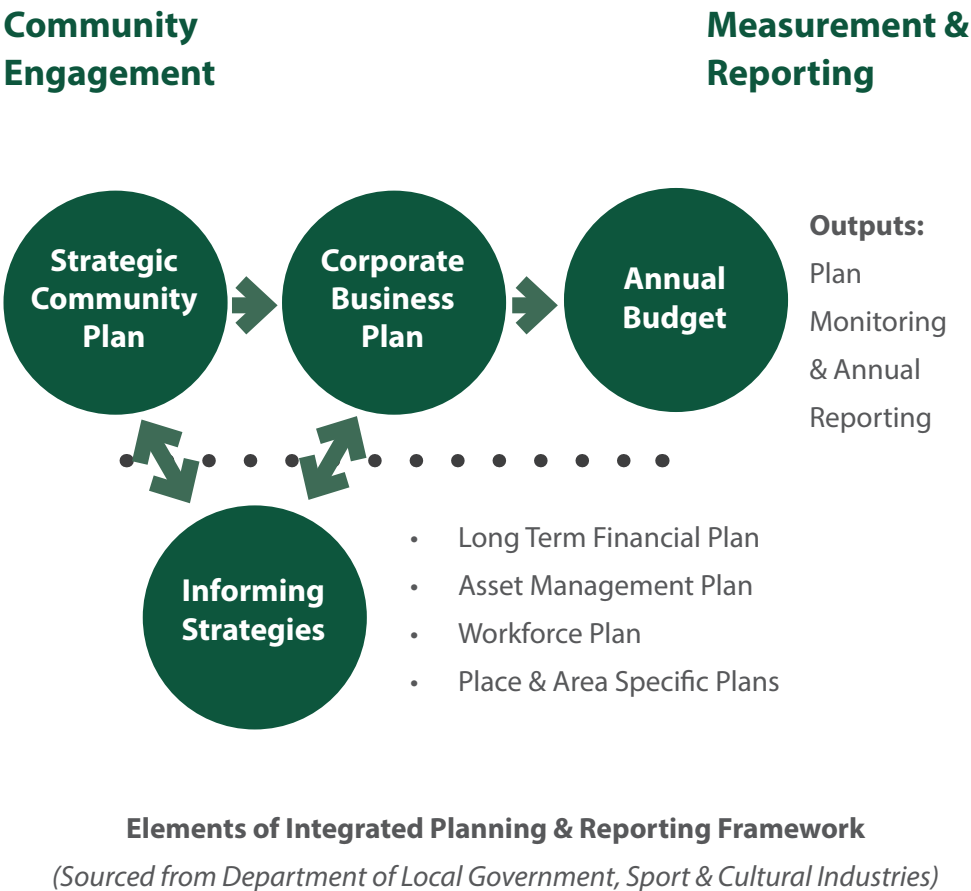 Community
Engagement
Measurement &
Reporting
Strategic
Community
Plan
Corporate
Business
Plan
Annual
Budget
Outputs:
Plan
Monitoring
& Annual
Reporting
Informing
Strategies
• Long Term Financial Plan
• Asset Management Plan
• Workforce Plan
• Place & Area Specific Plans
Elements of Integrated Planning & Reporting Framework
(Sourced from Department of Local Government, Sport & Cultural Industries)